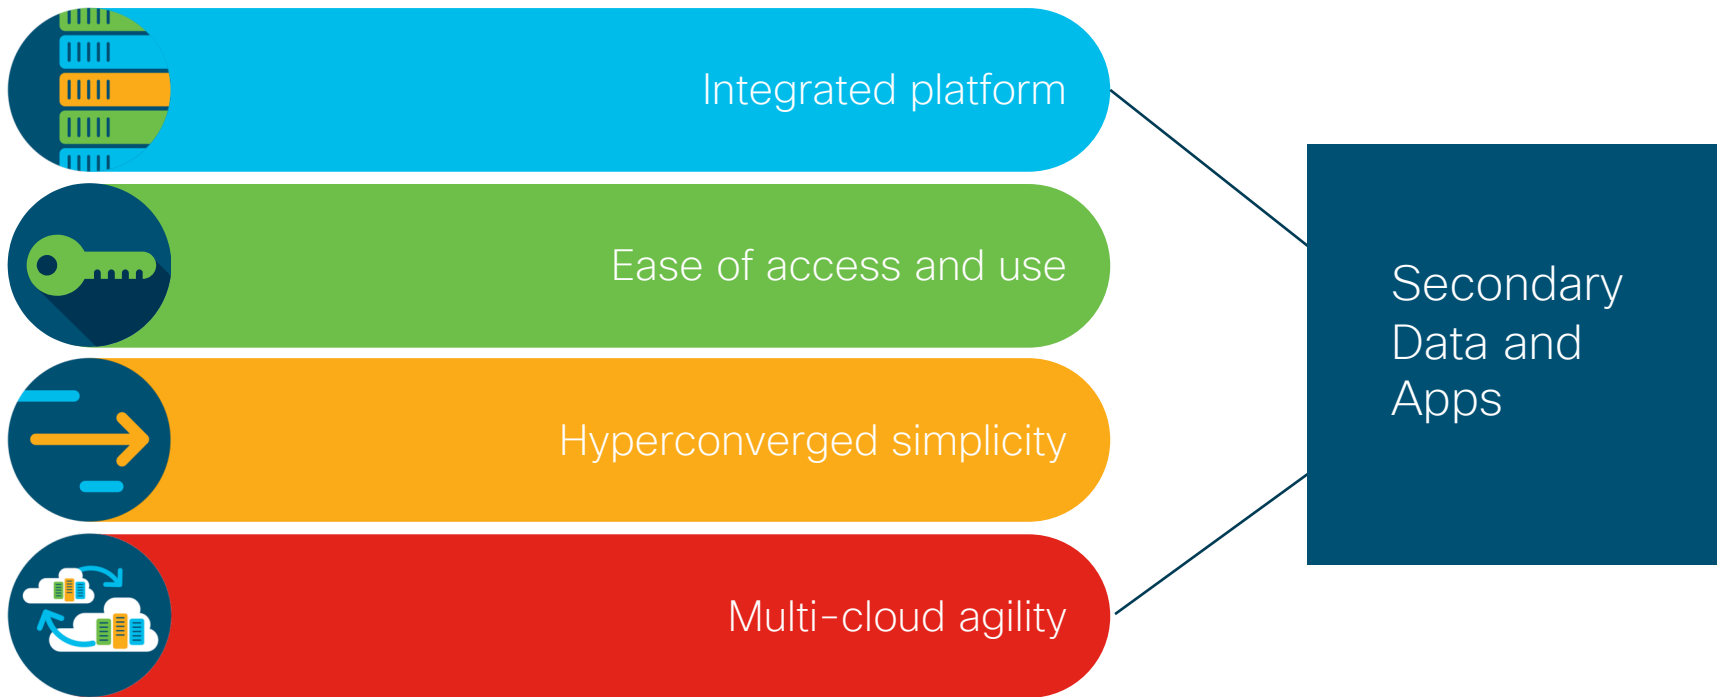 Integrated platform
Ease of access and use
Hyperconverged simplicity
Multi-cloud agility
Secondary
Data and
Apps